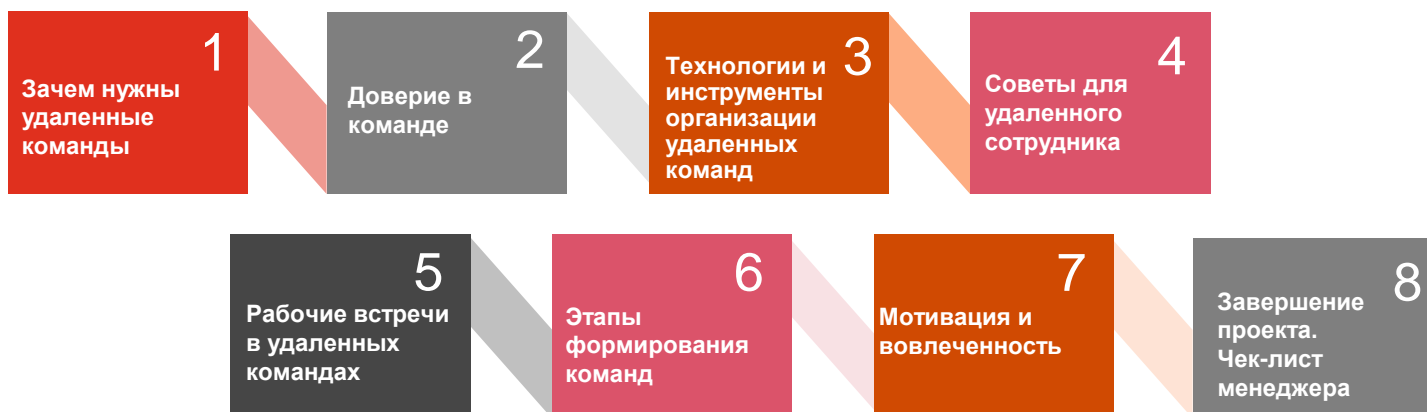 1
Зачем нужны
удаленные
команды
2
Доверие в
команде
3
Технологии и
инструменты
организации
удаленных
команд
4
Советы для
удаленного
сотрудника
5
Рабочие встречи
в удаленных
командах
6
Этапы
формирования
команд
7
Мотивация и
вовлеченность
8
Завершение
проекта.
Чек-лист
менеджера